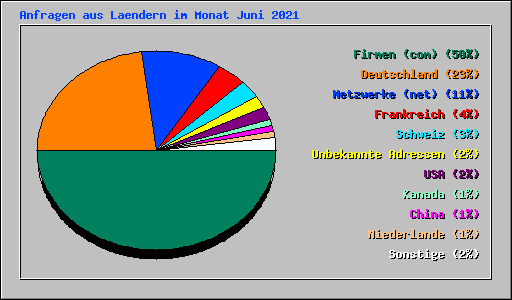 Anfragen aus Laendern im Monat Juni 2021
Firmen (com) (50%)
Deutschland (23%)
Netzwerke (net) (11%)
Frankreich (4%)
Schweiz (3%)
Unbekannte Adressen (2%)
USA (2%)
Kanada (1%)
China (1%)
Niederlande (1%)
Sonstige (2%)